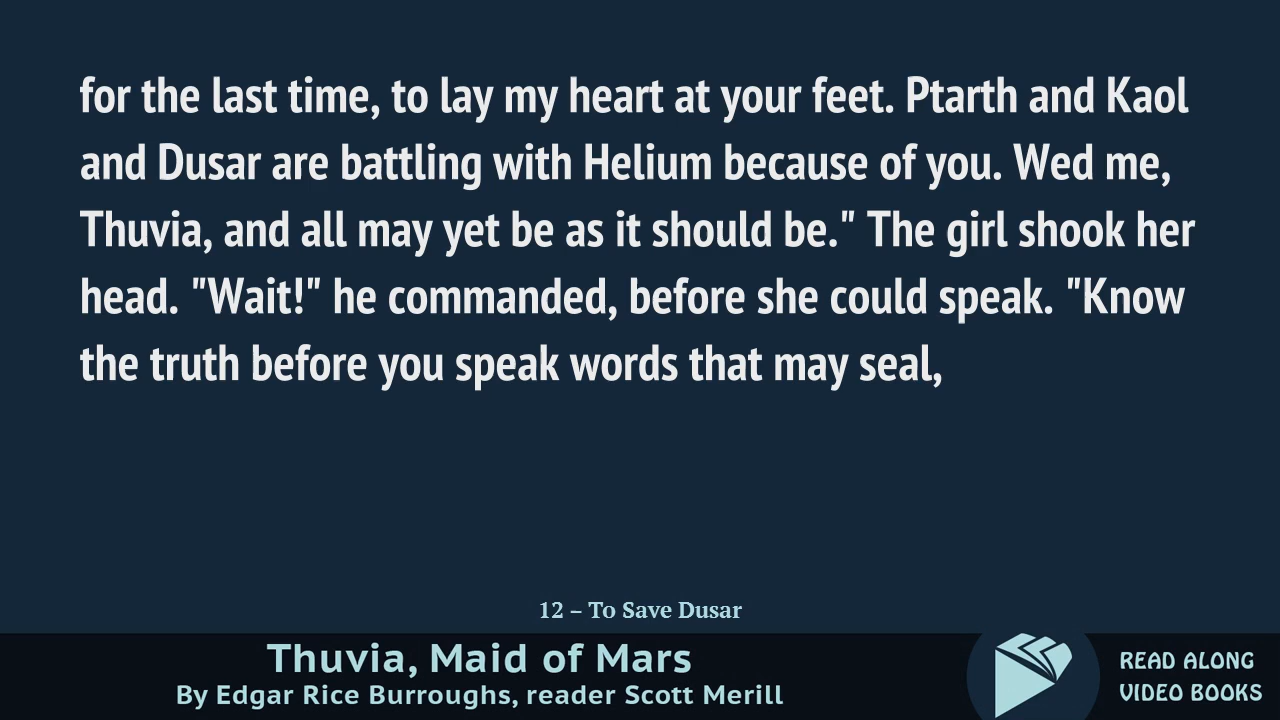 for the last time, to lay my heart at your feet. Ptarth and Kaol
and Dusar are battling with Helium because of you. Wed me,
Thuvia, and all may yet be as it should be." The girl shook her
head. "Wait!" he commanded, before she could speak. "Know
the truth before you speak words that may seal,
12 – To Save Dusar
Thuvia, Maid of Mars
By Edgar Rice Burroughs, reader Scott Merill
READ ALONG
VIDEO BOOKS